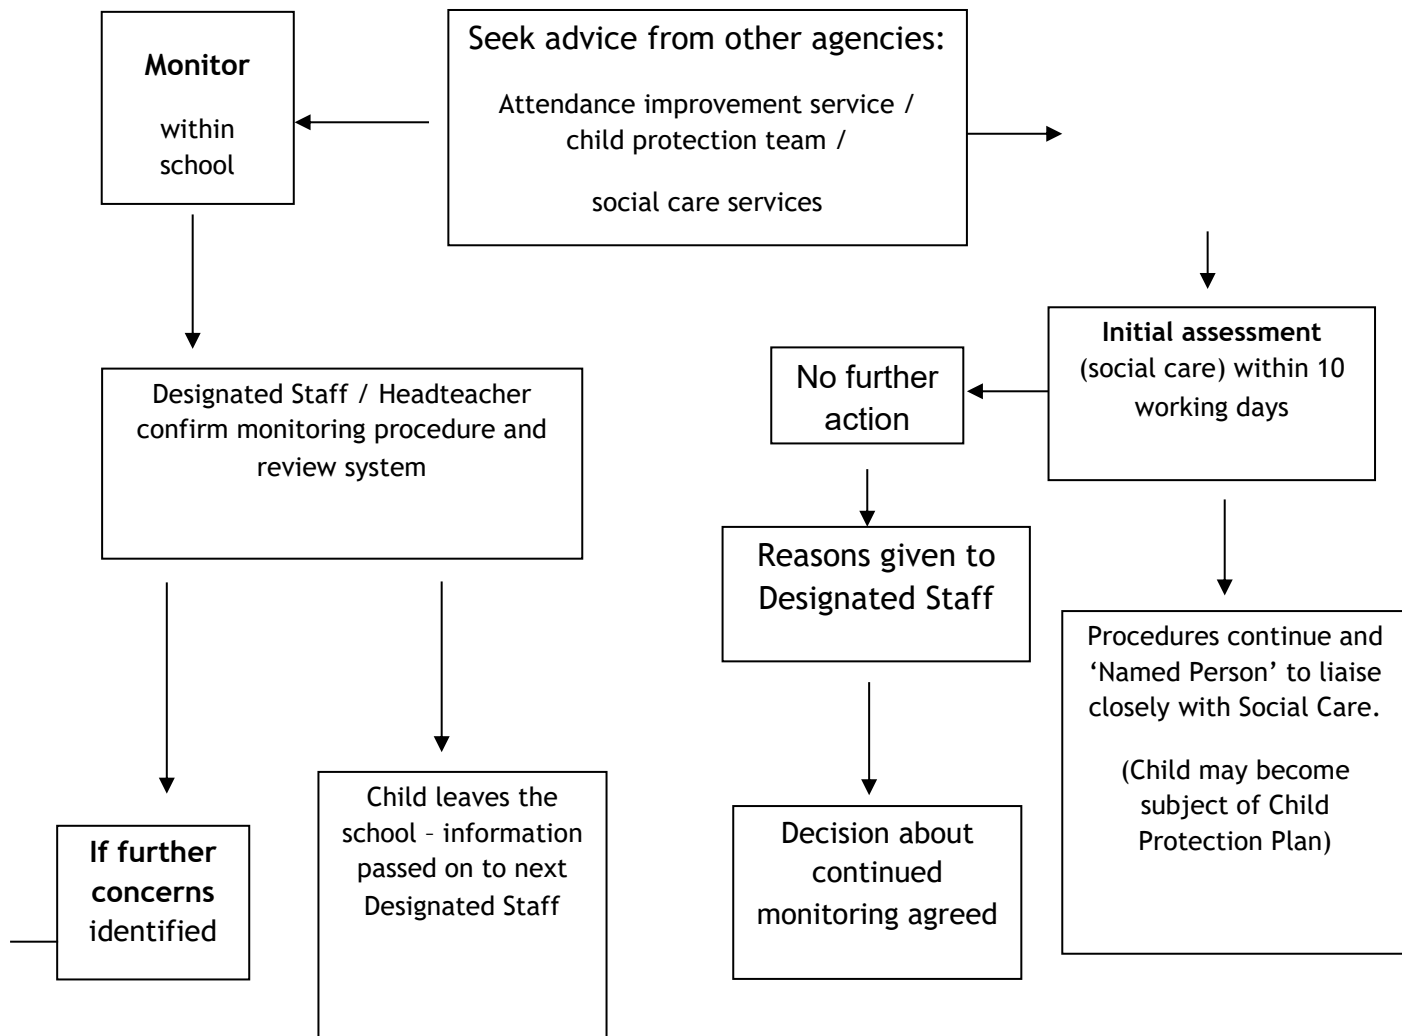 Monitor
within
school
Seek advice from other agencies:
Attendance improvement service /
child protection team /
social care services
Initial assessment
(social care) within 10
working days
No further
action
Designated Staff / Headteacher
confirm monitoring procedure and
review system
Reasons given to
Designated Staff
Procedures continue and
‘Named Person’ to liaise
closely with Social Care.
(Child may become
subject of Child
Protection Plan)
If further
concerns
identified
Child leaves the
school – information
passed on to next
Designated Staff
Decision about
continued
monitoring agreed